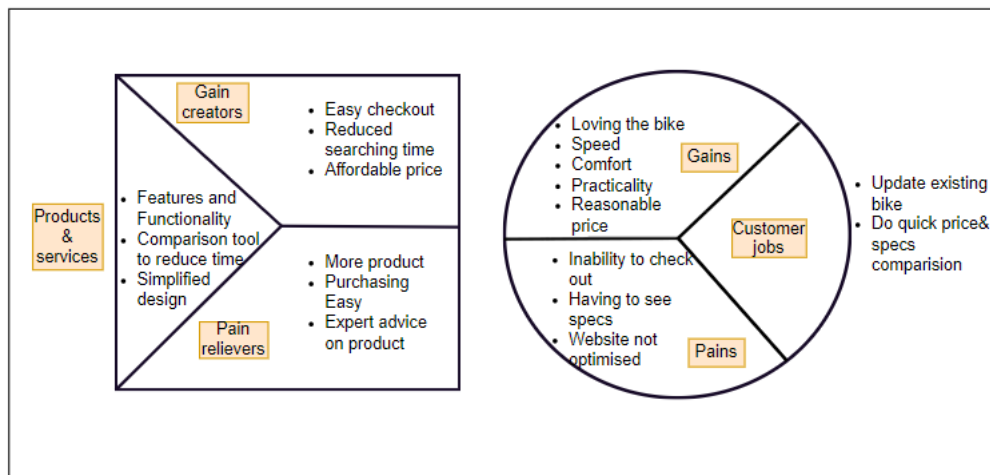 Gain
creators
Easy checkout
Reduced
searching time
Affordable price
Products
&
services
Features and
Functionality
Comparison tool
to reduce time
Simplified
design
More product
Purchasing
Easy
Expert advice
on product
Pain
relievers
Loving the bike
Speed
Comfort
Practicality
Reasonable
price
Gains
Customer
jobs
Update existing
bike
Do quick price&
specs
comparision
Inability to check
out
Having to see
specs
Website not
optimised
Pains